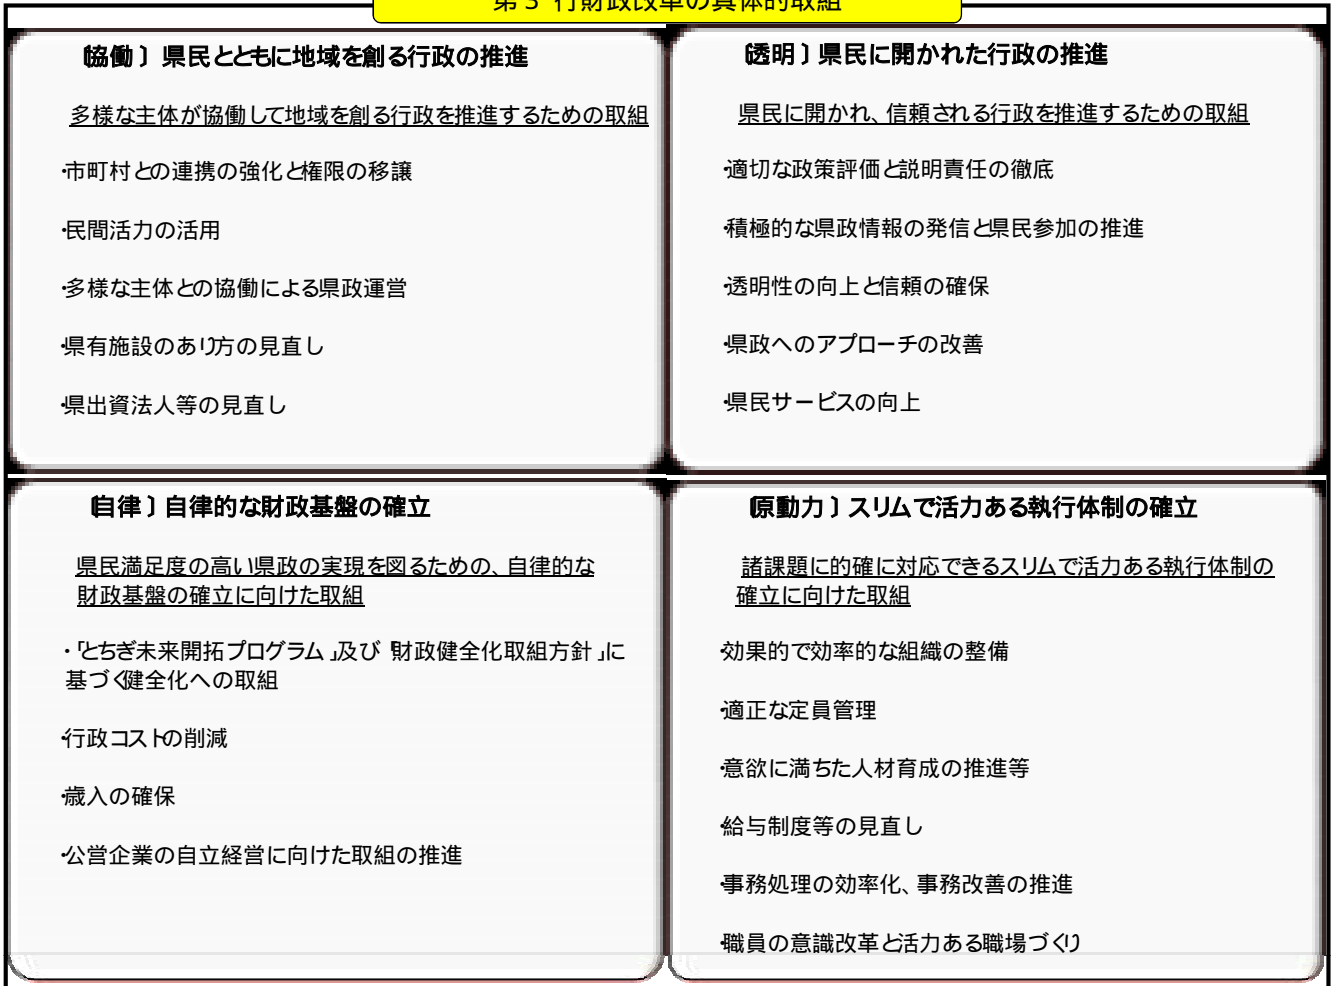 第3 行財政改革の具体的取組
〔協働〕県民とともに地域を創る行政の推進
多様な主体が協働して地域を創る行政を推進するための取組
・市町村との連携の強化と権限の移譲
・民間活力の活用
・多様な主体との協働による県政運営
・県有施設のあり方の見直し
・県出資法人等の見直し
〔透明〕県民に開かれた行政の推進
県民に開かれ、信頼される行政を推進するための取組
・適切な政策評価と説明責任の徹底
・積極的な県政情報の発信と県民参加の推進
・透明性の向上と信頼の確保
・県政へのアプローチの改善
・県民サービスの向上
〔自律〕自律的な財政基盤の確立
県民満足度の高い県政の実現を図るための、自律的な
財政基盤の確立に向けた取組
・「とちぎ未来開拓プログラム」及び「財政健全化取組方針」に
基づく健全化への取組
・行政コストの削減
・歳入の確保
・公営企業の自立経営に向けた取組の推進
〔原動力〕スリムで活力ある執行体制の確立
諸課題に的確に対応できるスリムで活力ある執行体制の
確立に向けた取組
・効果的で効率的な組織の整備
・適正な定員管理
・意欲に満ちた人材育成の推進等
・給与制度等の見直し
・事務処理の効率化、事務改善の推進
・職員の意識改革と活力ある職場づくり